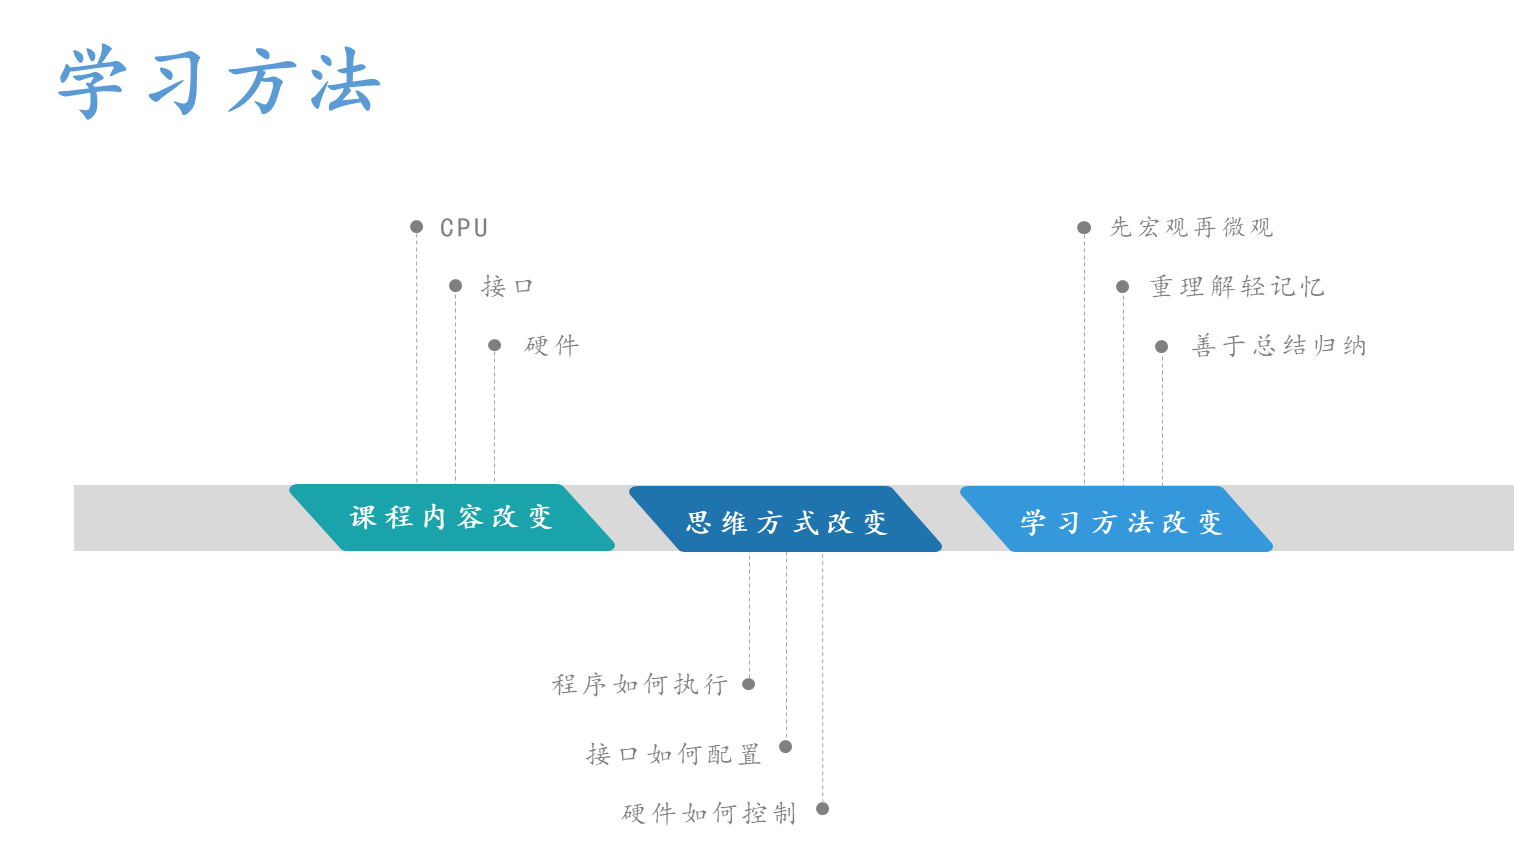 学习方法
CPU
接口
硬件
先宏观再微观
重理解轻记忆
善于总结归纳
课程内容改变
思维方式改变
学习方法改变
程序如何执行
接口如何配置
硬件如何控制